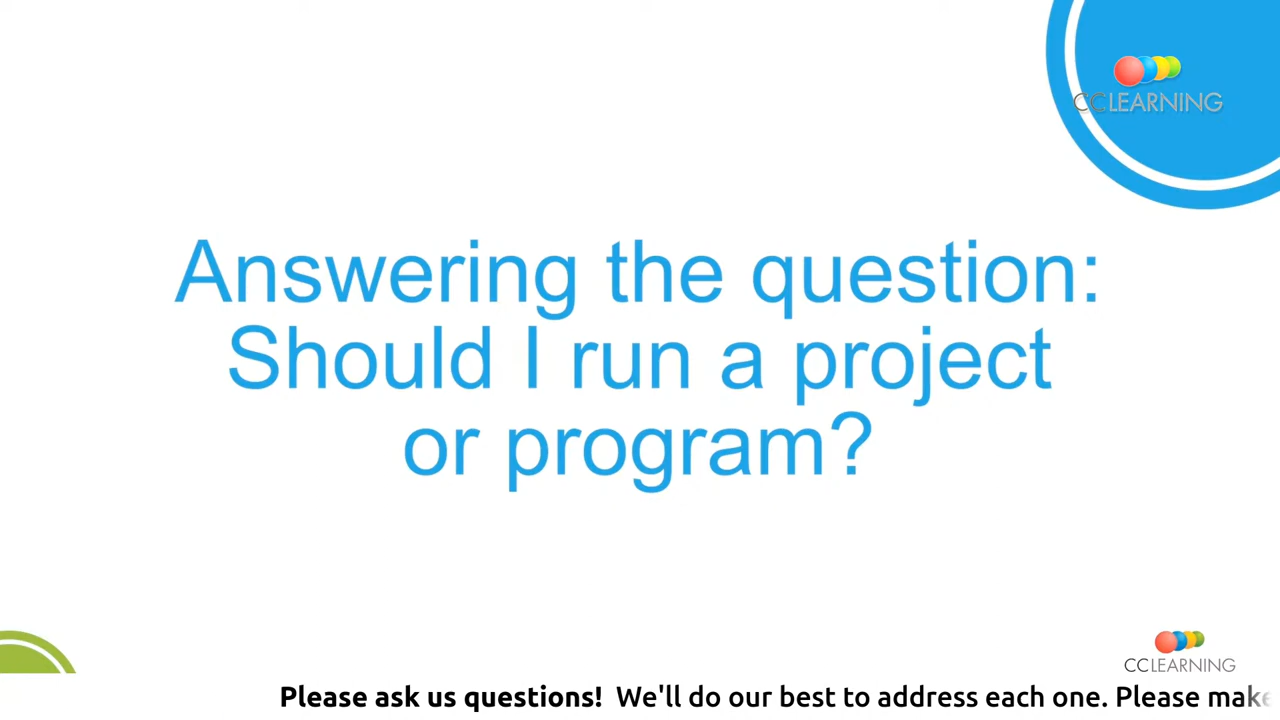 CCLEARNING
Answering the question:
Should I run a project
or program?
CCLEARNING
Please ask us questions! We'll do our best to address each one. Please make